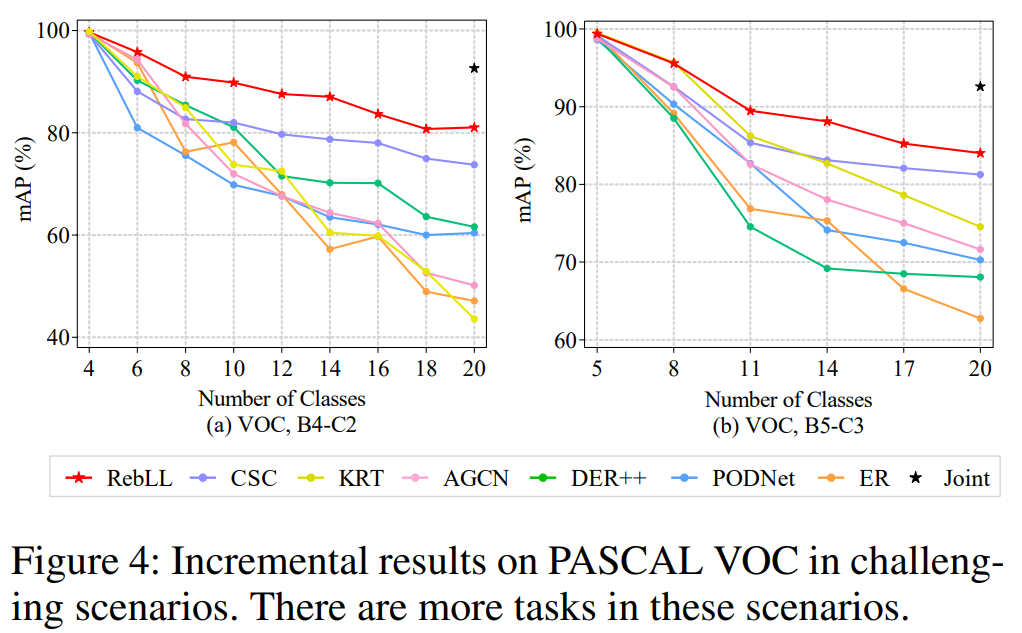 100
80
60
40
mAP (%)
4 6 8 10 12 14 16 18 20
Number of Classes
(a) VOC, B4-C2
100
90
80
70
60
mAP (%)
5 8 11 14 17 20
Number of Classes
(b) VOC, B5-C3
RebLL CSC KRT AGCN DER++ PODNet ER Joint
Figure 4: Incremental results on PASCAL VOC in challeng-
ing scenarios. There are more tasks in these scenarios.